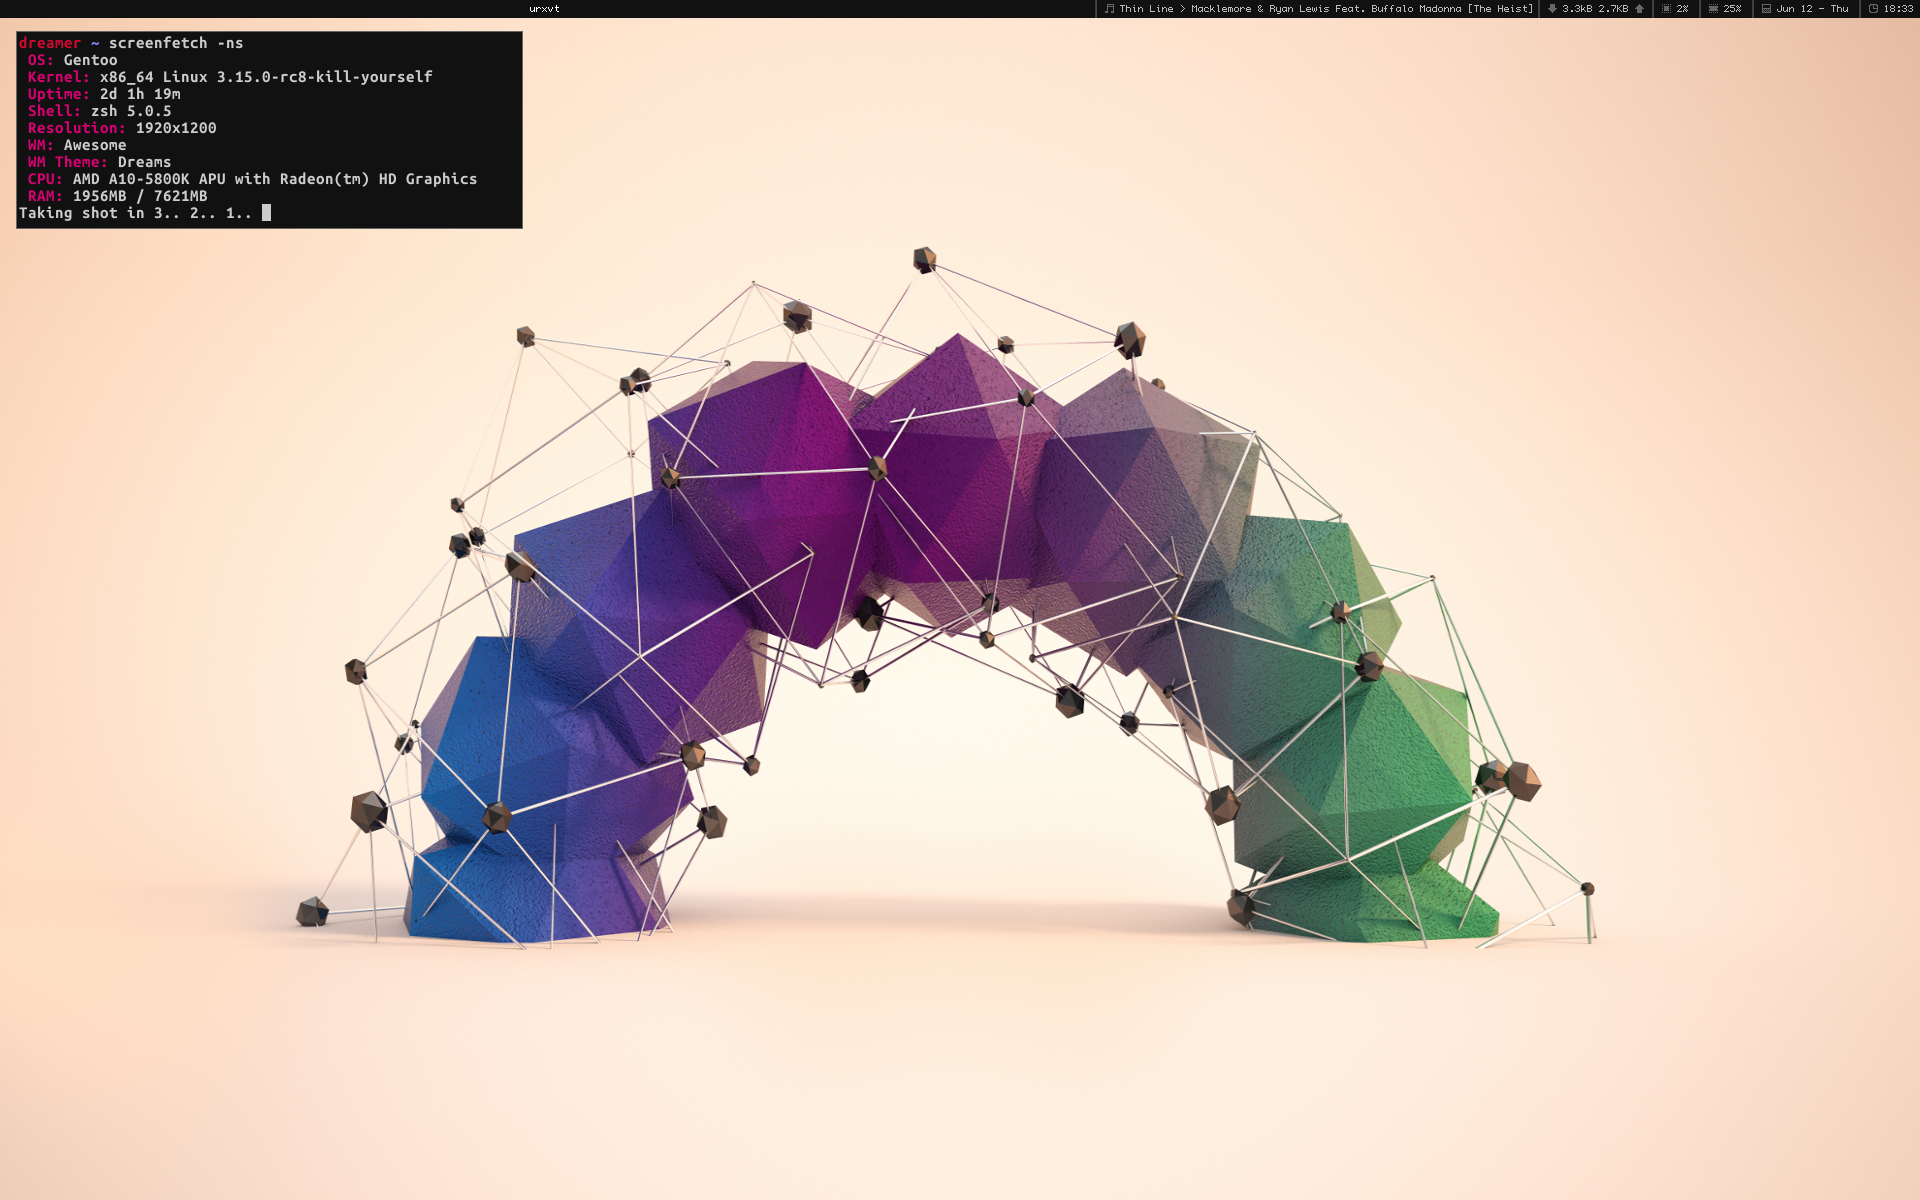 urxvt
Thin Line > Macklemore & Ryan Lewis Feat. Buffalo Madonna [The Heist]
3.3kB 2.7KB
2%
25%
Jun 12 - Thu
18:33
dreamer ~ screenfetch -ns
OS: Gentoo
Kernel: x86_64 Linux 3.15.0-rc8-kill-yourself
Uptime: 2d 1h 19m
Shell: zsh 5.0.5
Resolution: 1920x1200
WM: Awesome
WM Theme: Dreams
CPU: AMD A10-5800K APU with Radeon(tm) HD Graphics
RAM: 1956MB / 7621MB
Taking shot in 3.. 2.. 1..